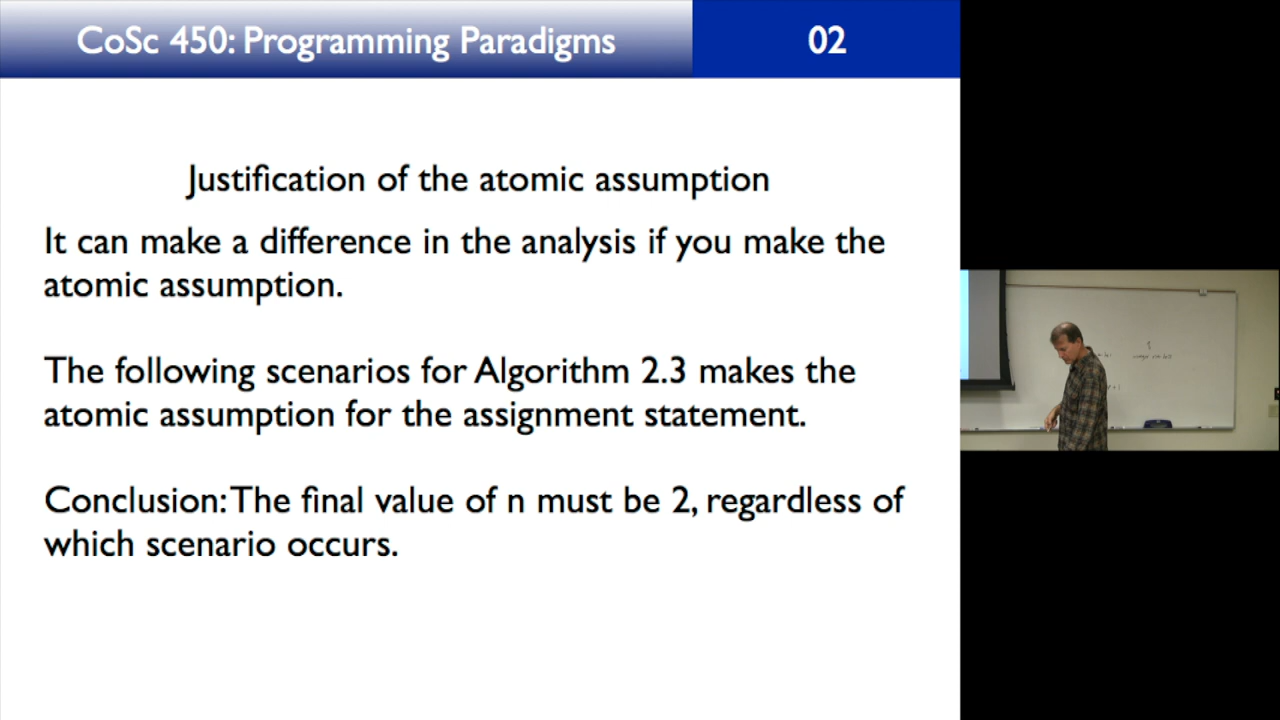 CoSc 450: Programming Paradigms
02
Justification of the atomic assumption
It can make a difference in the analysis if you make the
atomic assumption.
The following scenarios for Algorithm 2.3 makes the
atomic assumption for the assignment statement.
Conclusion: The final value of n must be 2, regardless of
which scenario occurs.